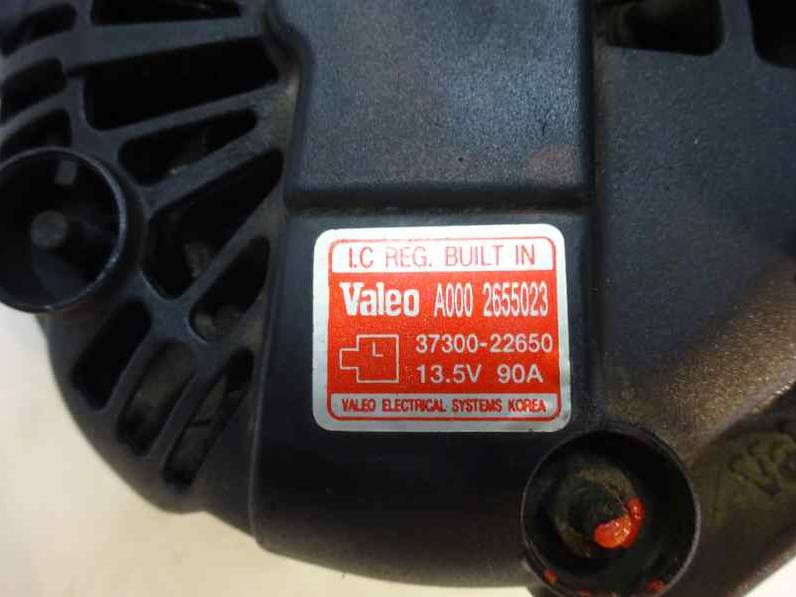 I.C REG. BUILT IN
Valeo A000 2655023
37300-22650
L
13.5V 90A
VALEO ELECTRICAL SYSTEMS KOREA